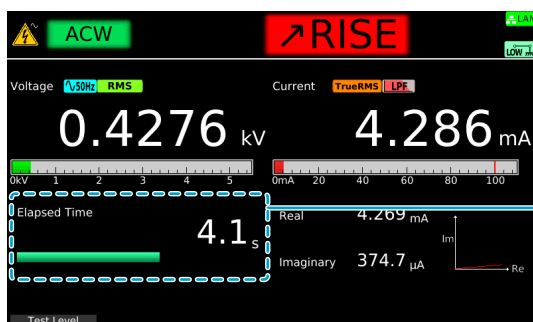 ACW
↗RISE
LAN
LOW
Voltage 50Hz RMS
0.4276 kV
0kV 1 2 3 4 5
Current TrueRMS LPF
4.286 mA
0mA 20 40 60 80 100
Elapsed Time
4.1 s
Real 4.269 mA
Imaginary 374.7 µA
Im
Re
Test Level